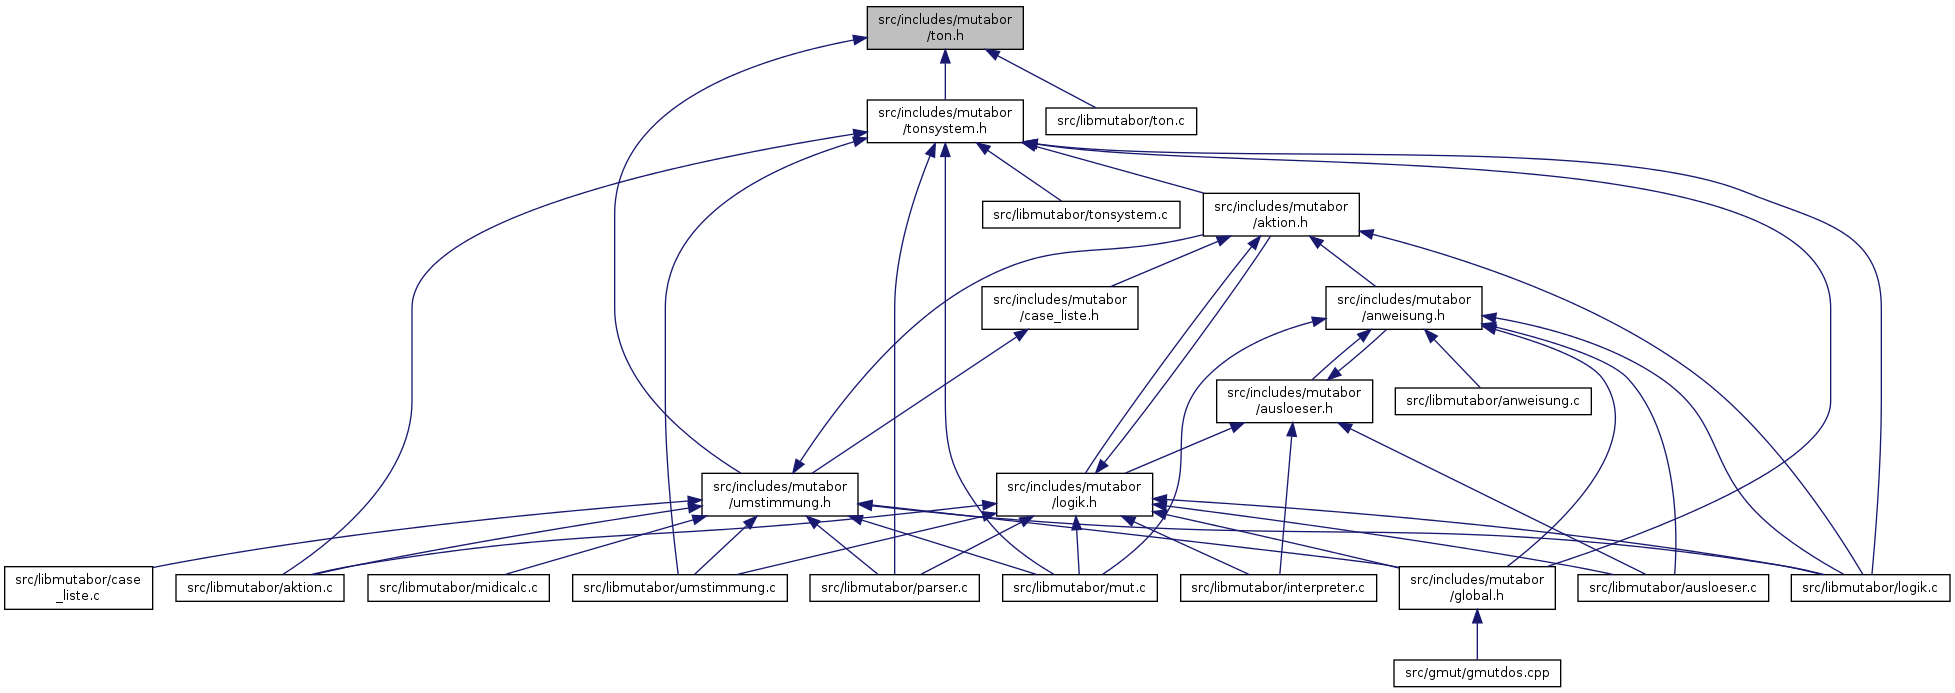 src/includes/mutabor
/ton.h
src/includes/mutabor
/tonsystem.h
src/libmutabor/ton.c
src/libmutabor/tonsystem.c
src/includes/mutabor
/aktion.h
src/includes/mutabor
/case_liste.h
src/includes/mutabor
/anweisung.h
src/includes/mutabor
/ausloeser.h
src/libmutabor/anweisung.c
src/includes/mutabor
/umstimmung.h
src/includes/mutabor
/logik.h
src/libmutabor/case
_liste.c
src/libmutabor/aktion.c
src/libmutabor/midicalc.c
src/libmutabor/umstimmung.c
src/libmutabor/parser.c
src/libmutabor/mut.c
src/libmutabor/interpreter.c
src/includes/mutabor
/global.h
src/libmutabor/ausloeser.c
src/libmutabor/logik.c
src/gmut/gmutdos.cpp